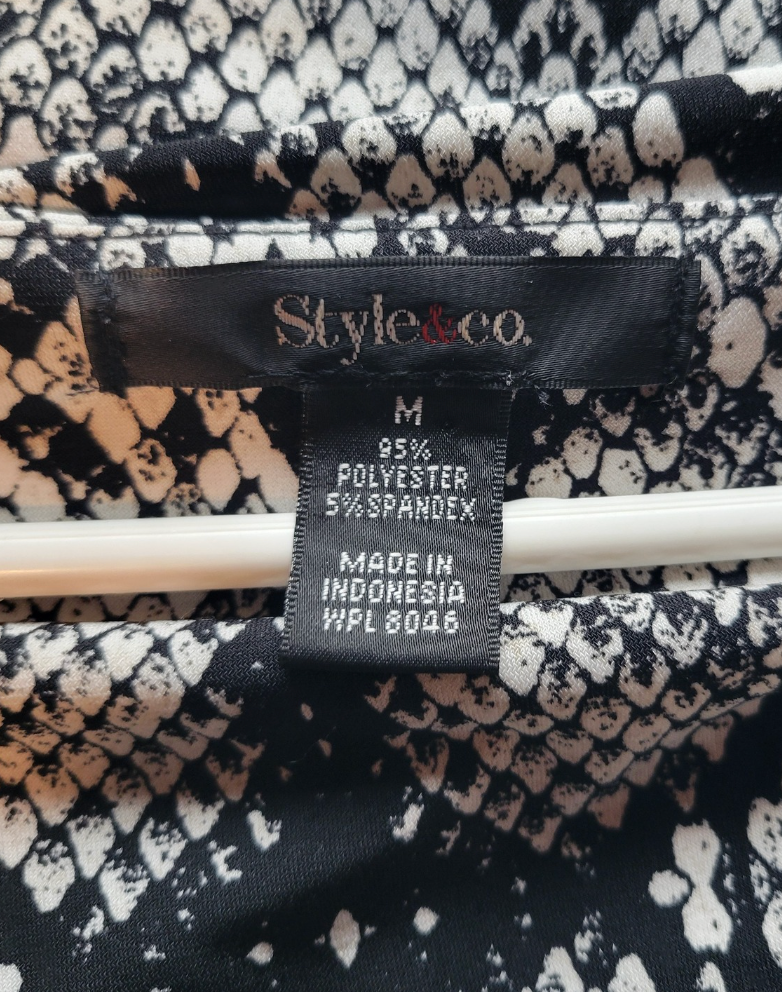 Style&co.
M
95%
POLYESTER
5%SPANDEX
MADE IN
INDONESIA
WPL 8046